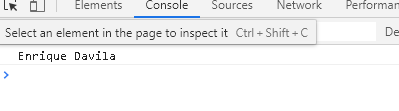 Elements Console Sources Network Performan
Select an element in the page to inspect it Ctrl + Shift + C De
Enrique Davila